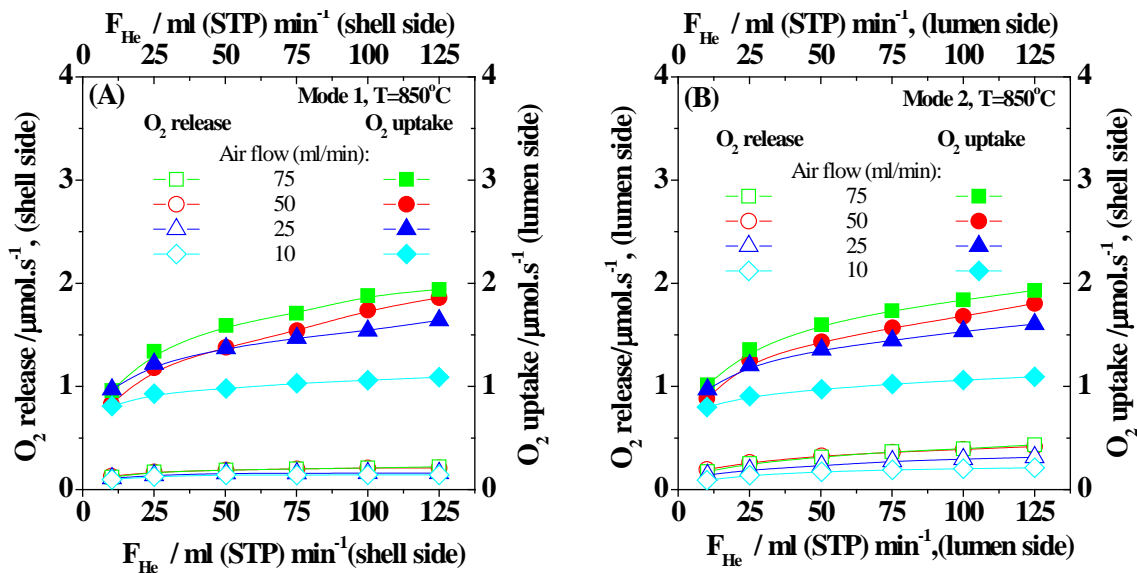 F_He / ml (STP) min⁻¹ (shell side)
0 25 50 75 100 125
(A)
Mode 1, T=850°C
O₂ release O₂ uptake
Air flow (ml/min):
75
50
25
10
4
3
2
1
0
O₂ release /µmol.s⁻¹, (shell side)
4
3
2
1
0
O₂ uptake /µmol.s⁻¹ (lumen side)
0 25 50 75 100 125
F_He / ml (STP) min⁻¹(shell side)
F_He / ml (STP) min⁻¹, (lumen side)
0 25 50 75 100 125
(B)
Mode 2, T=850°C
O₂ release O₂ uptake
Air flow (ml/min):
75
50
25
10
4
3
2
1
0
O₂ release/µmol.s⁻¹, (lumen side)
4
3
2
1
0
O₂ uptake /µmol.s⁻¹ (shell side)
0 25 50 75 100 125
F_He / ml (STP) min⁻¹,(lumen side)